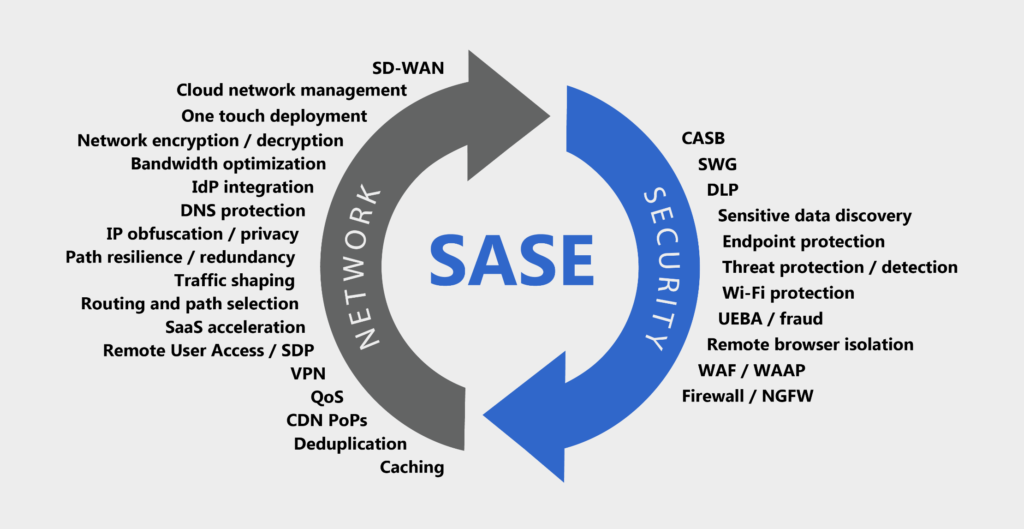 SD-WAN
Cloud network management
One touch deployment
Network encryption / decryption
Bandwidth optimization
IdP integration
DNS protection
IP obfuscation / privacy
Path resilience / redundancy
Traffic shaping
Routing and path selection
SaaS acceleration
Remote User Access / SDP
VPN
QoS
CDN PoPs
Deduplication
Caching
NETWORK
SASE
SECURITY
CASB
SWG
DLP
Sensitive data discovery
Endpoint protection
Threat protection / detection
Wi-Fi protection
UEBA / fraud
Remote browser isolation
WAF / WAAP
Firewall / NGFW